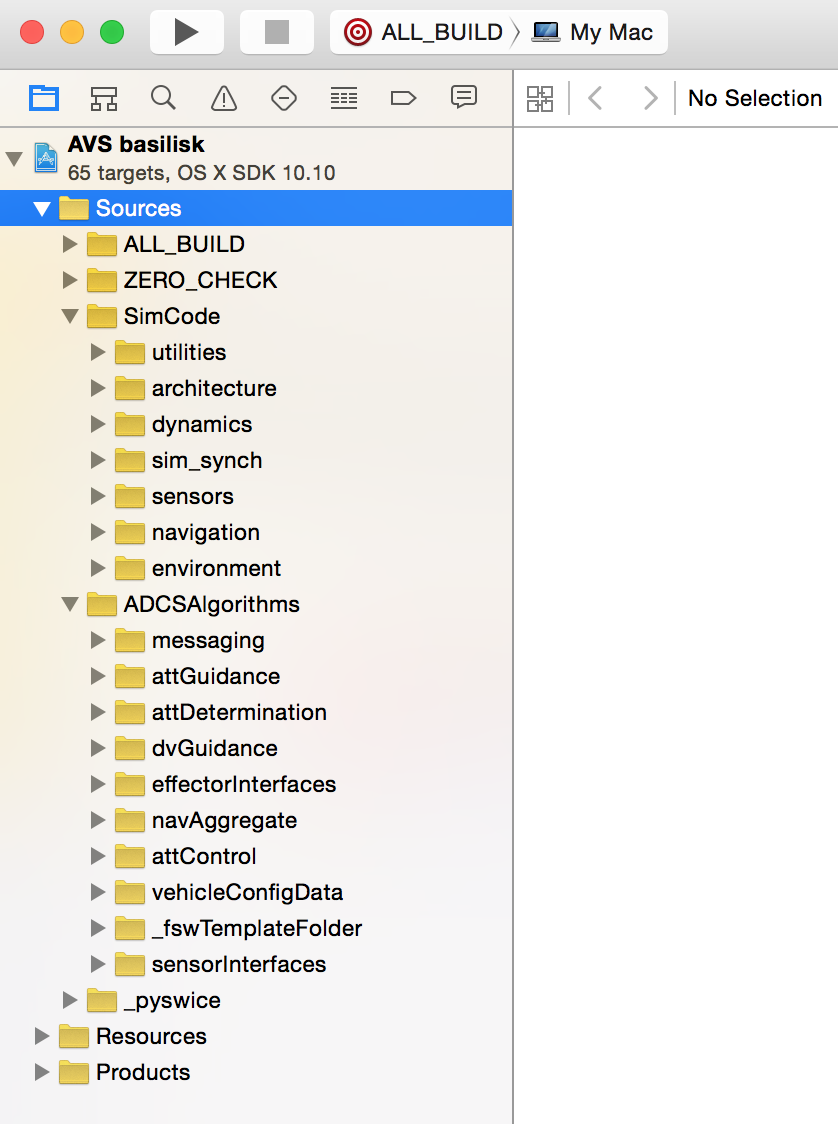 ALL_BUILD My Mac
No Selection
AVS basilisk
65 targets, OS X SDK 10.10
Sources
ALL_BUILD
ZERO_CHECK
SimCode
utilities
architecture
dynamics
sim_synch
sensors
navigation
environment
ADCSAlgorithms
messaging
attGuidance
attDetermination
dvGuidance
effectorInterfaces
navAggregate
attControl
vehicleConfigData
_fswTemplateFolder
sensorInterfaces
_pyswice
Resources
Products